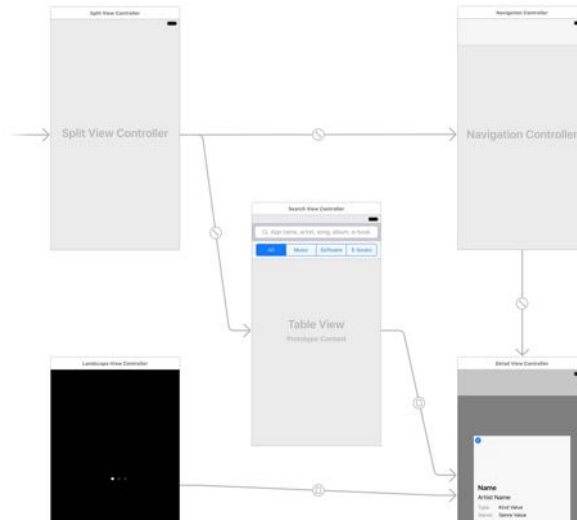 Split View Controller
Navigation Controller
Split View Controller
Navigation Controller
Search View Controller
App name, artist, song, album, e-book
All
Music
Software
E-books
Table View
Prototype Content
Landscape View Controller
Detail View Controller
Name
Artist Name
Type: Kind Value
Genre: Genre Value